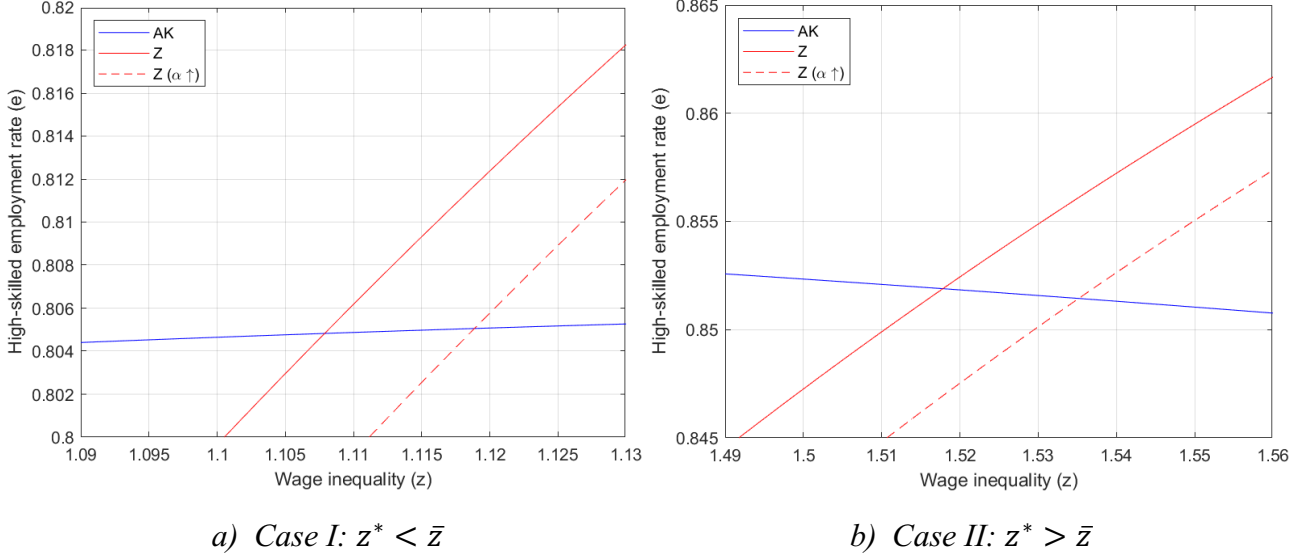 0.82
0.818
0.816
0.814
0.812
0.81
0.808
0.806
0.804
0.802
0.8
High-skilled employment rate (e)
AK
Z
Z (α ↑)
1.09 1.095 1.1 1.105 1.11 1.115 1.12 1.125 1.13
Wage inequality (z)
a) Case I: z* < z̄
0.865
0.86
0.855
0.85
0.845
High-skilled employment rate (e)
AK
Z
Z (α ↑)
1.49 1.5 1.51 1.52 1.53 1.54 1.55 1.56
Wage inequality (z)
b) Case II: z* > z̄